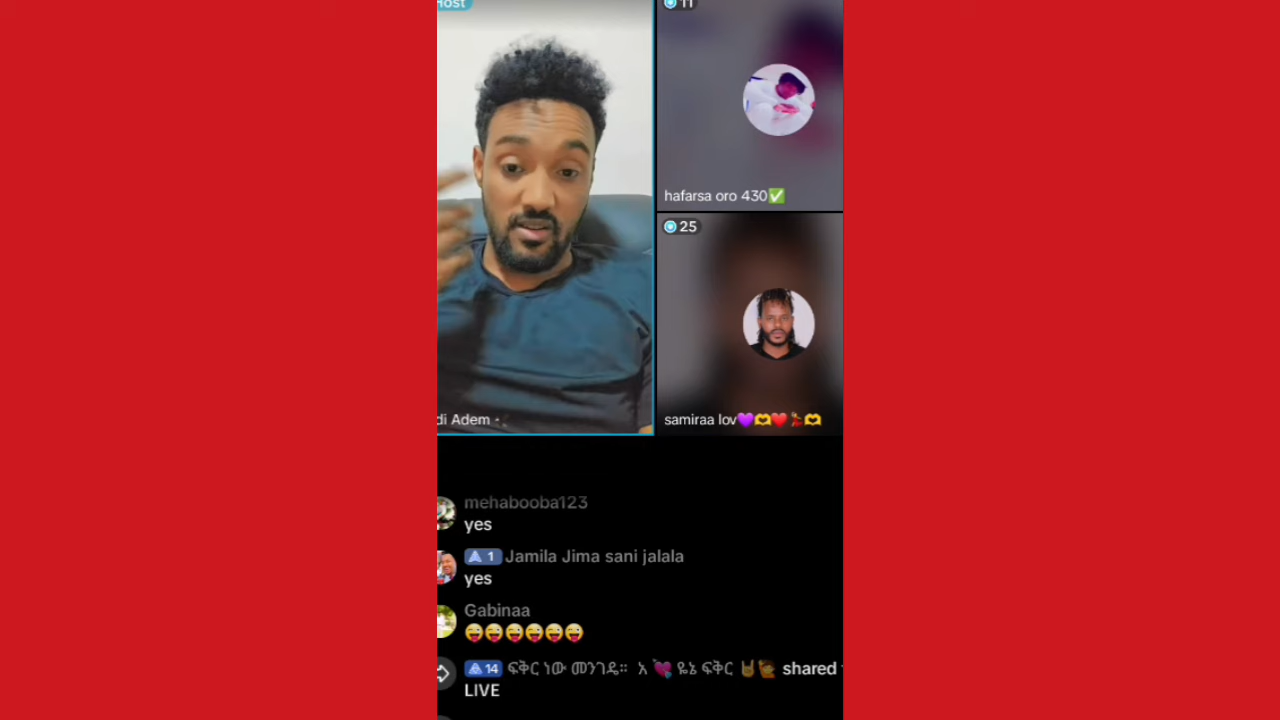 Host
11
hafarsa oro 430✅
25
di Adem
samiraa lov💜🫶❤️💃🫶
mehabooba123
yes
1 Jamila Jima sani jalala
yes
Gabinaa
😜😜😜😜😜😜
14 ፍቅር ነው መንገዴ። እ 💘 ዬኔ ፍቅር 🤘🙋 shared
LIVE